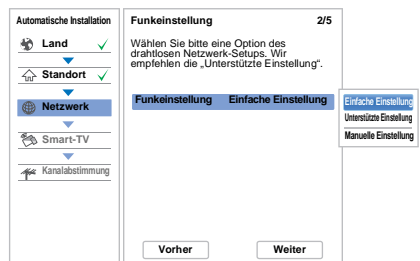 Automatische Installation
Land
Standort
Netzwerk
Smart-TV
Kanalabstimmung
Funkeinstellung 2/5
Wählen Sie bitte eine Option des
drahtlosen Netzwerk-Setups. Wir
empfehlen die „Unterstützte Einstellung“.
Funkeinstellung Einfache Einstellung
Einfache Einstellung
Unterstützte Einstellung
Manuelle Einstellung
Vorher Weiter